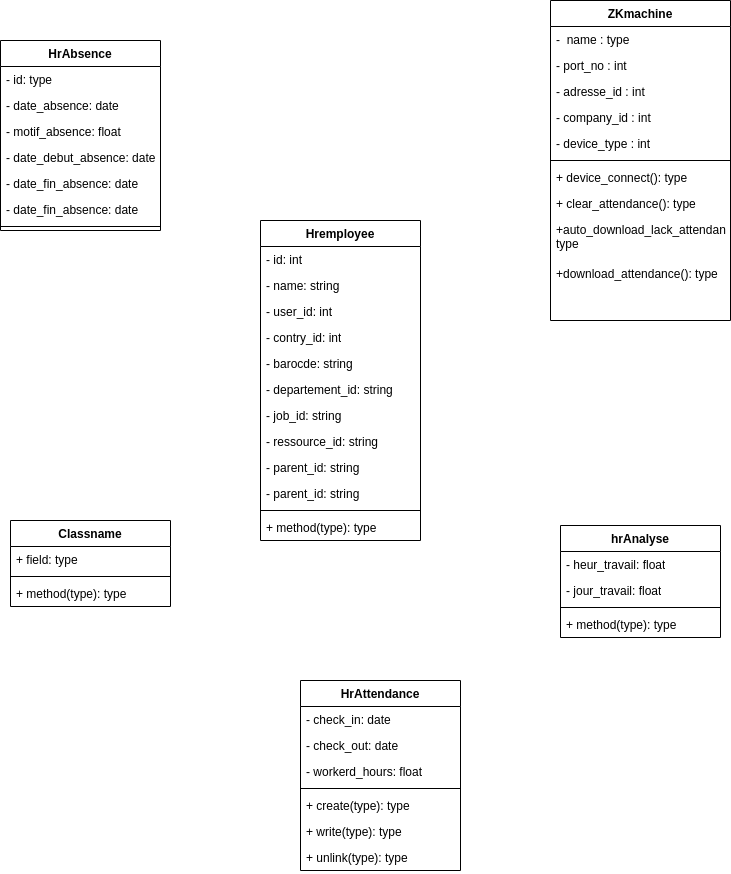 HrAbsence
- id: type
- date_absence: date
- motif_absence: float
- date_debut_absence: date
- date_fin_absence: date
- date_fin_absence: date
ZKmachine
- name : type
- port_no : int
- adresse_id : int
- company_id : int
- device_type : int
+ device_connect(): type
+ clear_attendance(): type
+auto_download_lack_attendan
type
+download_attendance(): type
Hremployee
- id: int
- name: string
- user_id: int
- contry_id: int
- barocde: string
- departement_id: string
- job_id: string
- ressource_id: string
- parent_id: string
- parent_id: string
+ method(type): type
Classname
+ field: type
+ method(type): type
hrAnalyse
- heur_travail: float
- jour_travail: float
+ method(type): type
HrAttendance
- check_in: date
- check_out: date
- workerd_hours: float
+ create(type): type
+ write(type): type
+ unlink(type): type